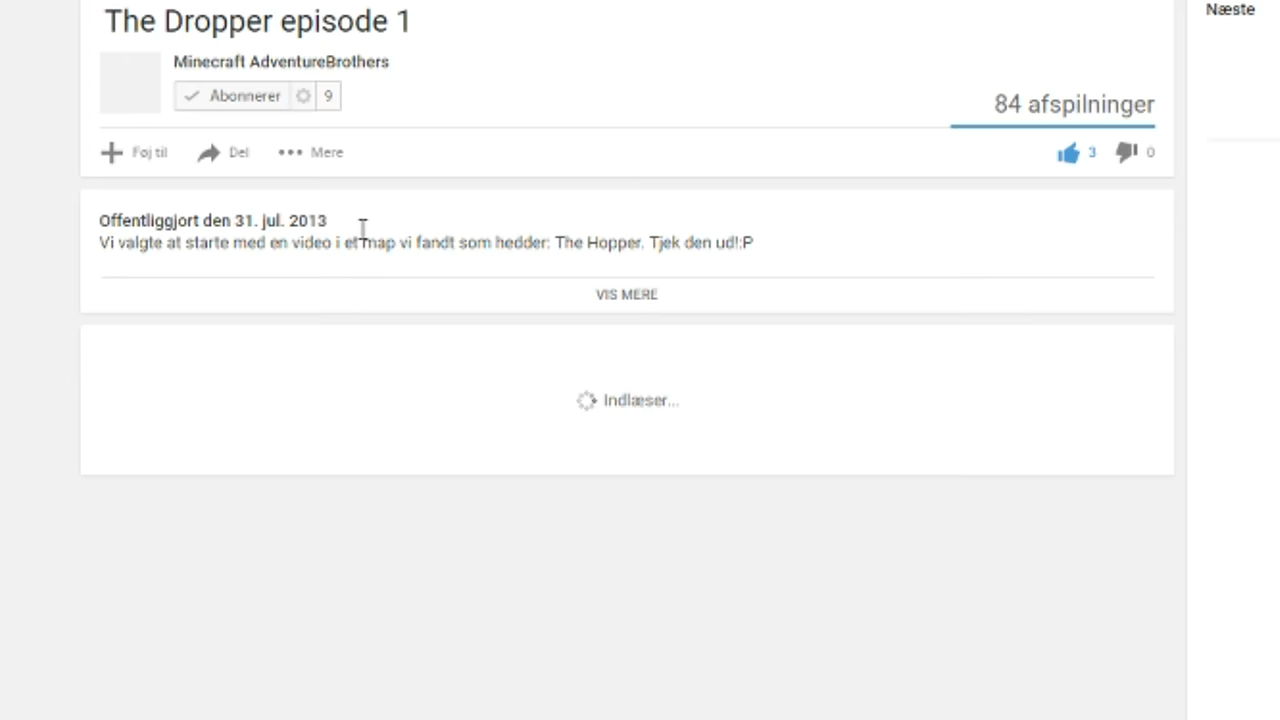 The Dropper episode 1
Næste
Minecraft AdventureBrothers
Abonnerer 9
84 afspilninger
Føj til Del Mere 3 0
Offentliggjort den 31. jul. 2013
Vi valgte at starte med en video i et map vi fandt som hedder: The Hopper. Tjek den ud!:P
VIS MERE
Indlæser...